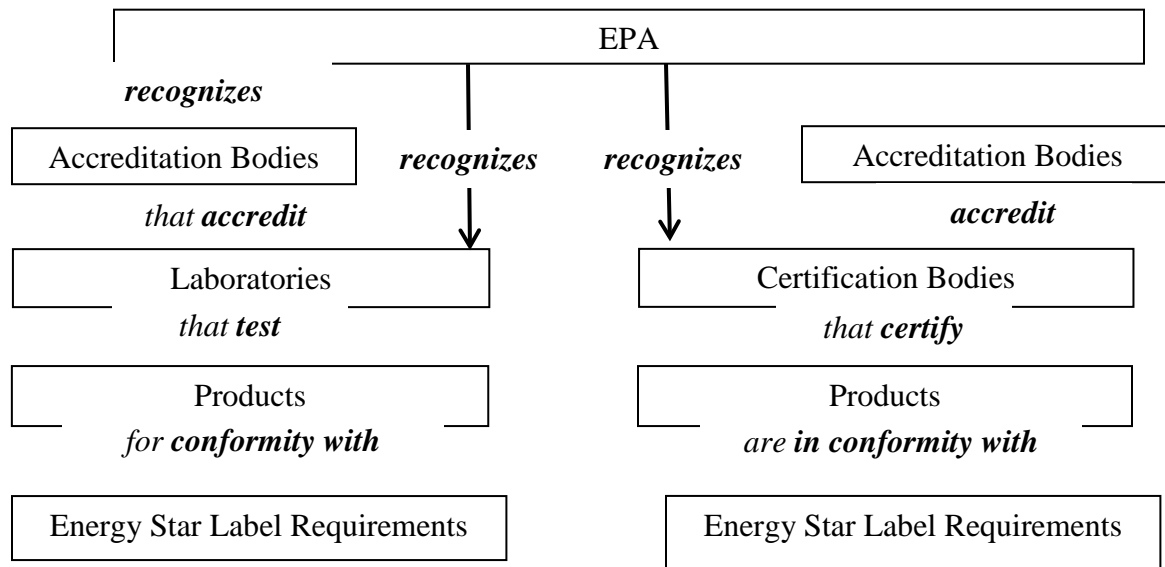 EPA
recognizes
Accreditation Bodies
recognizes
recognizes
Accreditation Bodies
that accredit
accredit
Laboratories
Certification Bodies
that test
that certify
Products
Products
for conformity with
are in conformity with
Energy Star Label Requirements
Energy Star Label Requirements